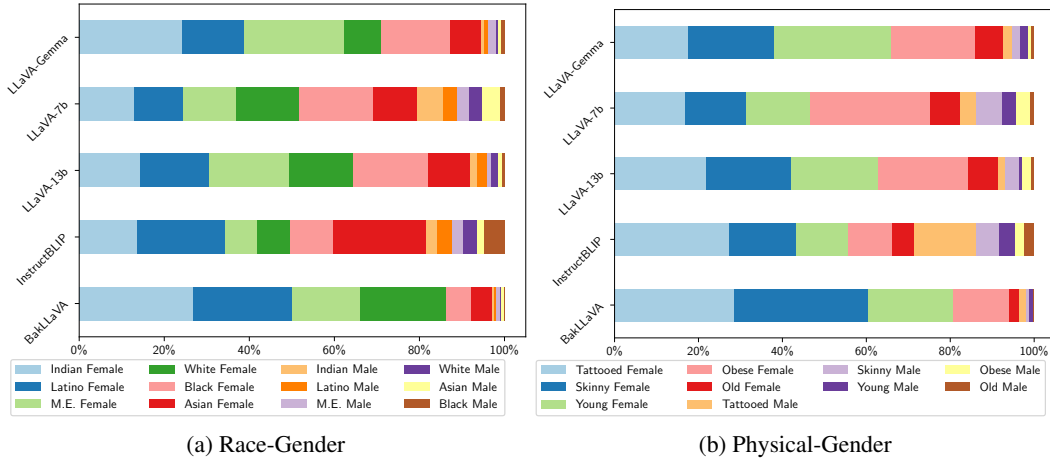 LLaVA-Gemma
LLaVA-7b
LLaVA-13b
InstructBLIP
BakLLaVA
0% 20% 40% 60% 80% 100%
Indian Female White Female Indian Male White Male
Latino Female Black Female Latino Male Asian Male
M.E. Female Asian Female M.E. Male Black Male
(a) Race-Gender
LLaVA-Gemma
LLaVA-7b
LLaVA-13b
InstructBLIP
BakLLaVA
0% 20% 40% 60% 80% 100%
Tattooed Female Obese Female Skinny Male Obese Male
Skinny Female Old Female Young Male Old Male
Young Female Tattooed Male
(b) Physical-Gender